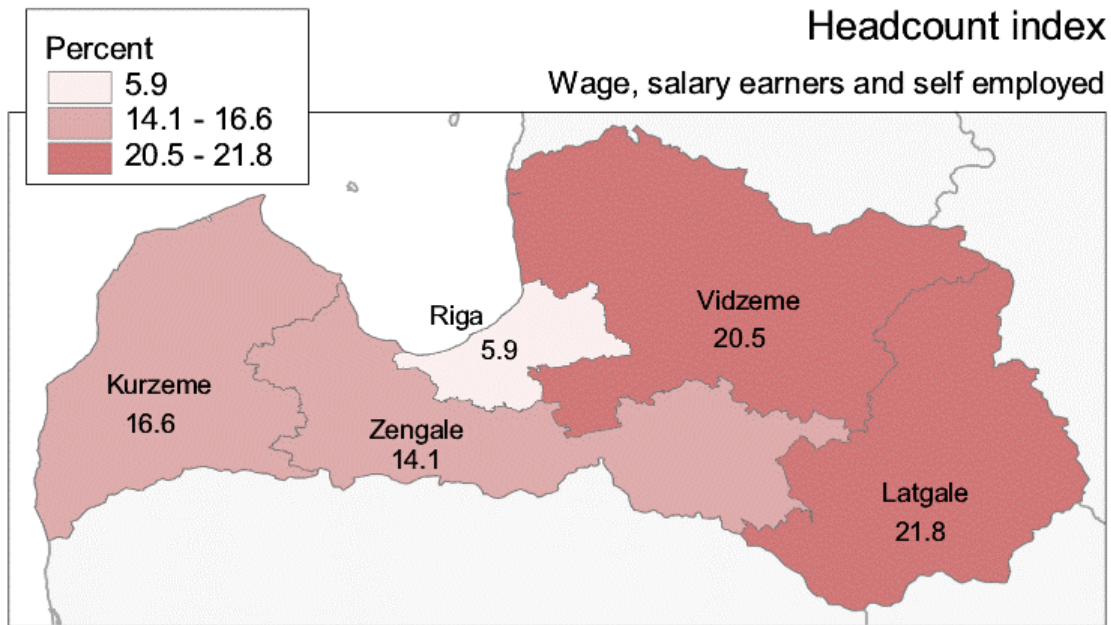 Headcount index
Wage, salary earners and self employed
Percent
5.9
14.1 - 16.6
20.5 - 21.8
Riga
5.9
Vidzeme
20.5
Kurzeme
16.6
Zengale
14.1
Latgale
21.8